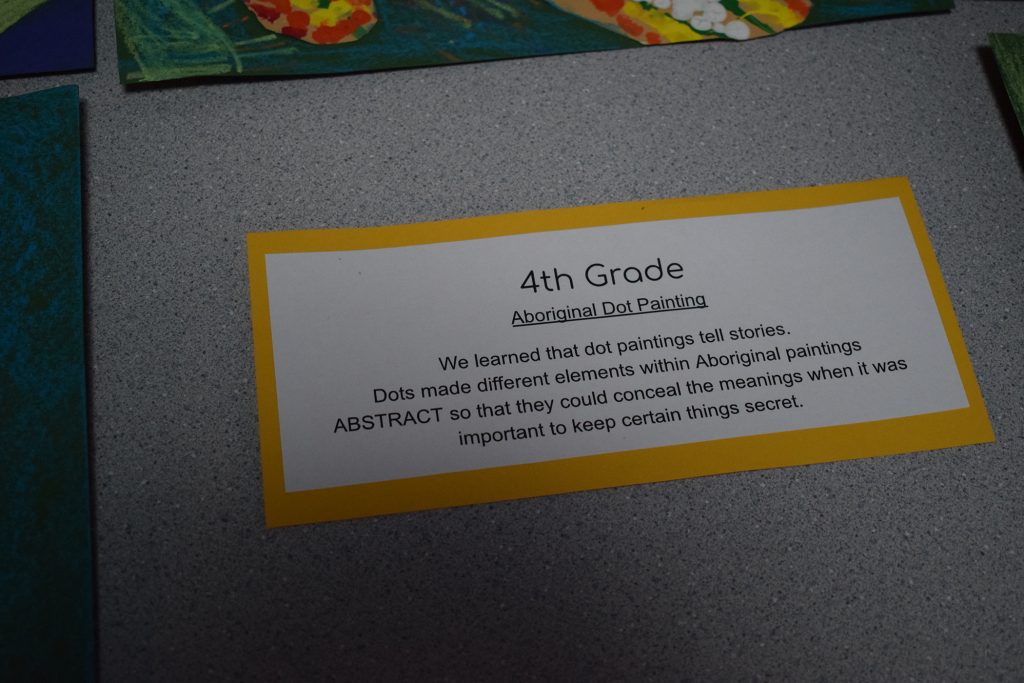 4th Grade
Aboriginal Dot Painting
We learned that dot paintings tell stories.
Dots made different elements within Aboriginal paintings
ABSTRACT so that they could conceal the meanings when it was
important to keep certain things secret.